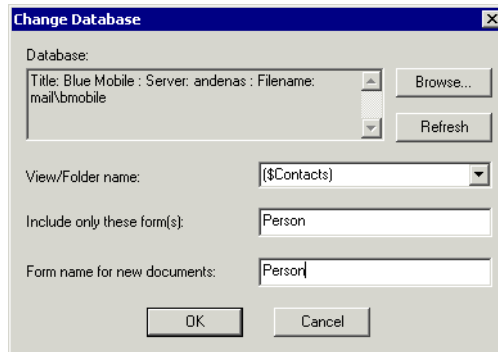 Change Database
Database:
Title: Blue Mobile : Server: andenas : Filename:
mail\bmobile
Browse...
Refresh
View/Folder name:
($Contacts)
Include only these form(s):
Person
Form name for new documents:
Person
OK
Cancel